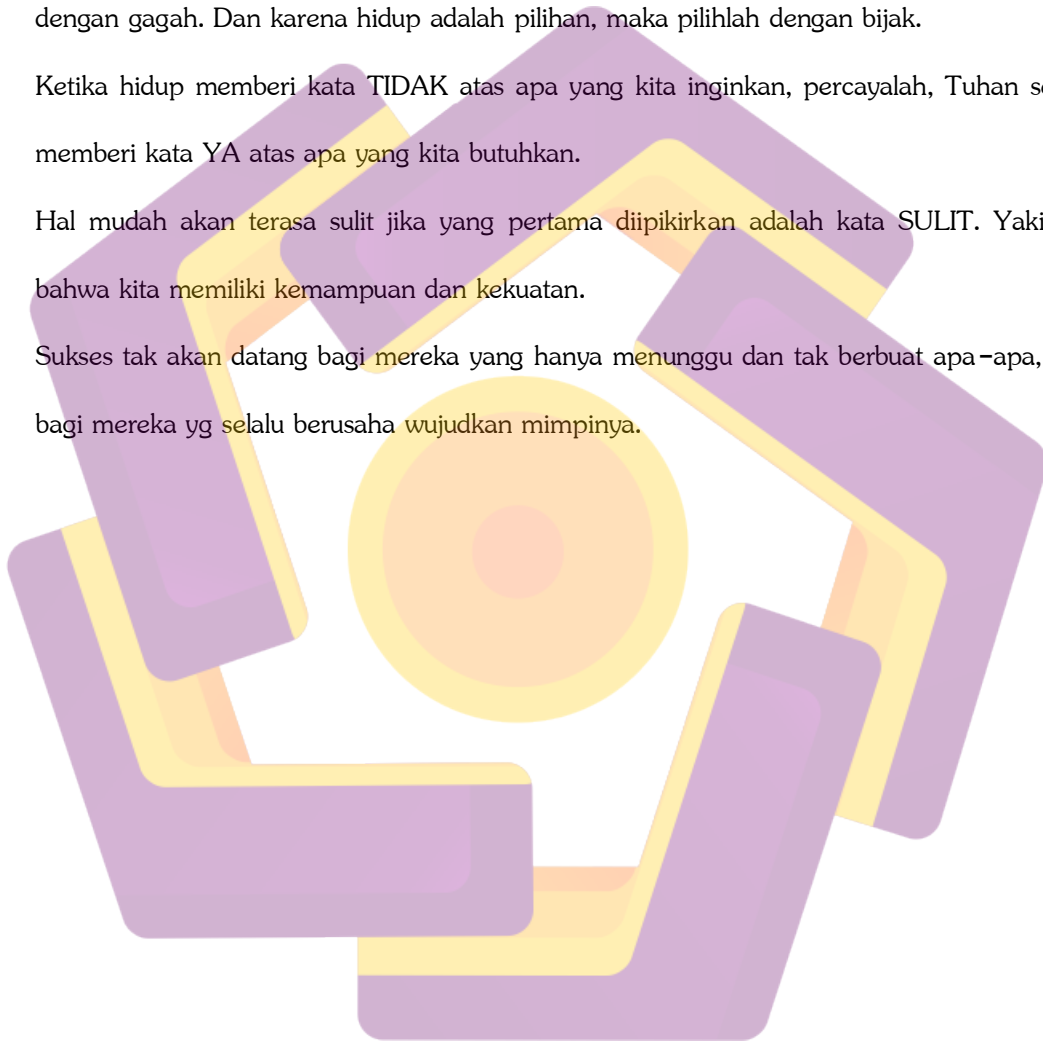 dengan gagah. Dan karena hidup adalah pilihan, maka pilihlah dengan bijak.
Ketika hidup memberi kata TIDAK atas apa yang kita inginkan, percayalah, Tuhan
memberi kata YA atas apa yang kita butuhkan.
Hal mudah akan terasa sulit jika yang pertama diipikirkan adalah kata SULIT.
bahwa kita memiliki kemampuan dan kekuatan.
Sukses tak akan datang bagi mereka yang hanya menunggu dan tak berbuat apa-apa,
bagi mereka yg selalu berusaha wujudkan mimpinya.